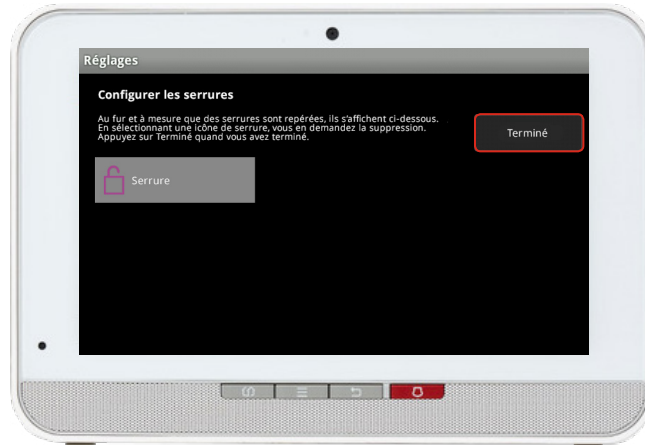 Réglages
Configurer les serrures
Au fur et à mesure que des serrures sont repérées, ils s'affichent ci-dessous.
En sélectionnant une icône de serrure, vous en demandez la suppression.
Appuyez sur Terminé quand vous avez terminé.
Terminé
Serrure